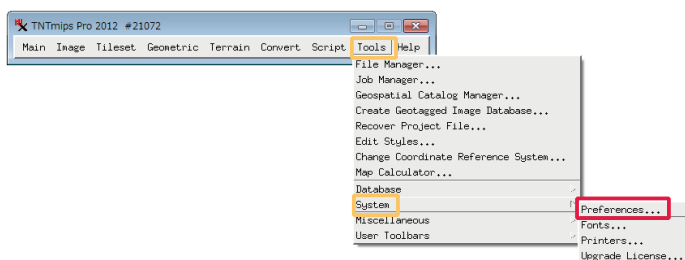 TNTmips Pro 2012 #21072
Main Image Tileset Geometric Terrain Convert Script Tools Help
File Manager...
Job Manager...
Geospatial Catalog Manager...
Create Geotagged Image Database...
Recover Project File...
Edit Styles...
Change Coordinate Reference System...
Map Calculator...
Database
System
Preferences...
Miscellaneous
Fonts...
User Toolbars
Printers...
Upgrade License...